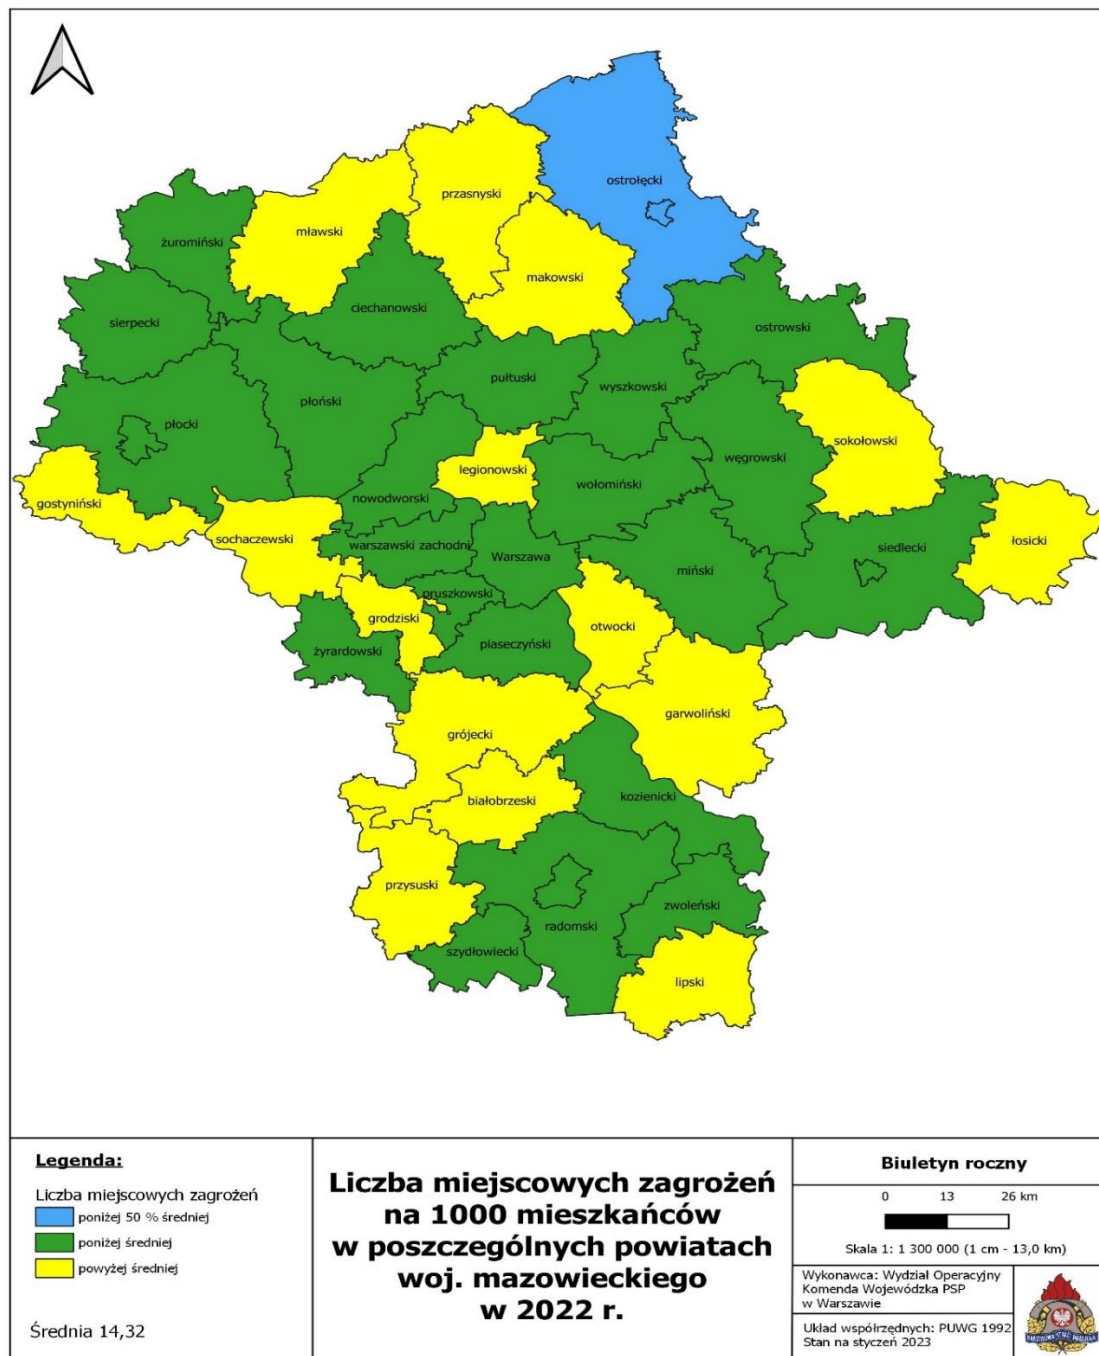 ostrołęcki
przasnyski
mławski
żuromiński
makowski
ciechanowski
sierpecki
ostrowski
pułtuski
wyszkowski
płoński
płocki
sokołowski
węgrowski
legionowski
wołomiński
nowodworski
gostyniński
sochaczewski
warszawski zachodni
Warszawa
siedlecki
łosicki
miński
pruszkowski
grodziski
otwocki
żyrardowski
piaseczyński
garwoliński
grójecki
kozienicki
białobrzeski
przysuski
zwoleński
radomski
szydłowiecki
lipski
Legenda:
Liczba miejscowych zagrożeń
poniżej 50 % średniej
poniżej średniej
powyżej średniej
Średnia 14,32
Liczba miejscowych zagrożeń
na 1000 mieszkańców
w poszczególnych powiatach
woj. mazowieckiego
w 2022 r.
Biuletyn roczny
0 13 26 km
Skala 1: 1 300 000 (1 cm - 13,0 km)
Wykonawca: Wydział Operacyjny
Komenda Wojewódzka PSP
w Warszawie
Układ współrzędnych: PUWG 1992
Stan na styczeń 2023